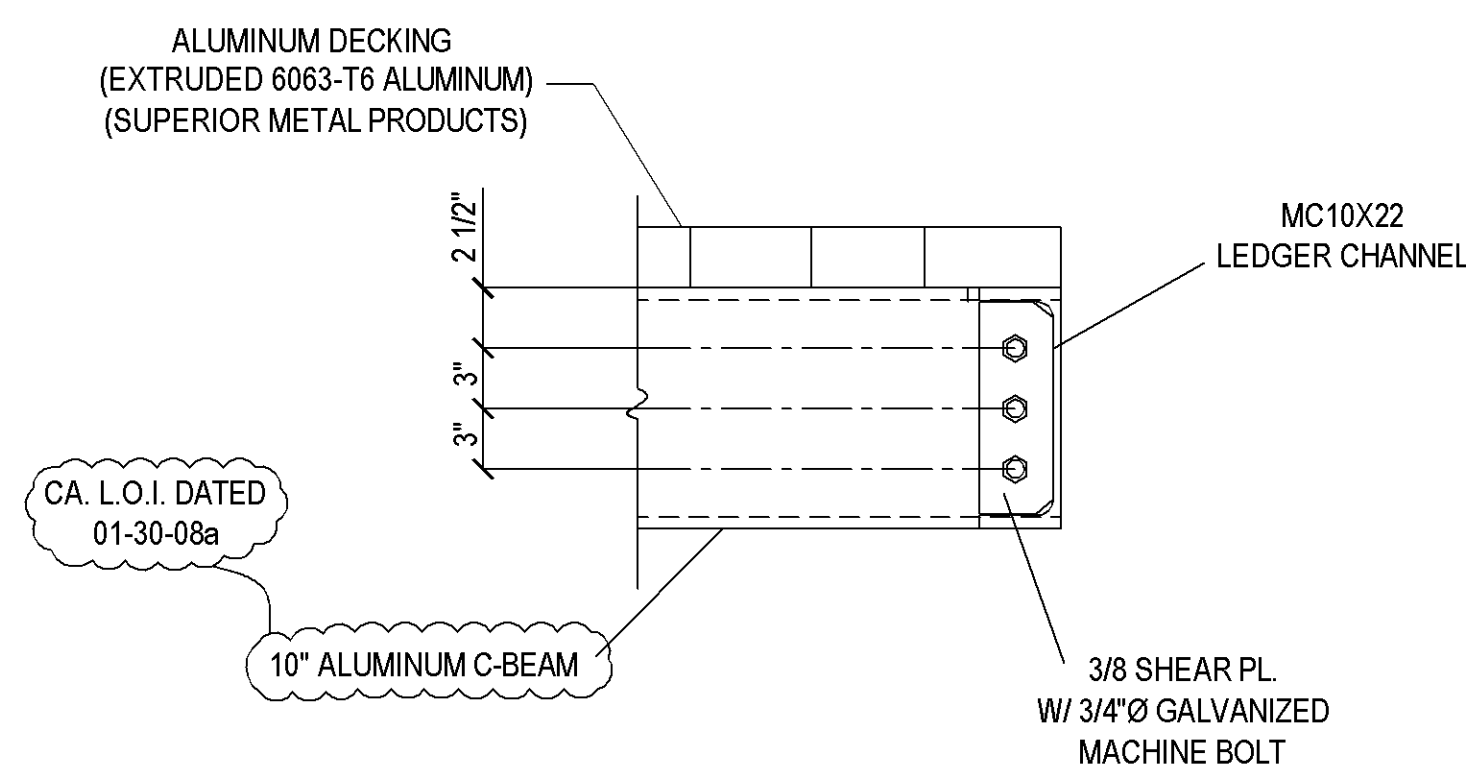 ALUMINUM DECKING
(EXTRUDED 6063-T6 ALUMINUM)
(SUPERIOR METAL PRODUCTS)
MC10X22
LEDGER CHANNEL
2 1/2"
3"
3"
CA. L.O.I. DATED
01-30-08a
10" ALUMINUM C-BEAM
3/8 SHEAR PL.
W/ 3/4"Ø GALVANIZED
MACHINE BOLT